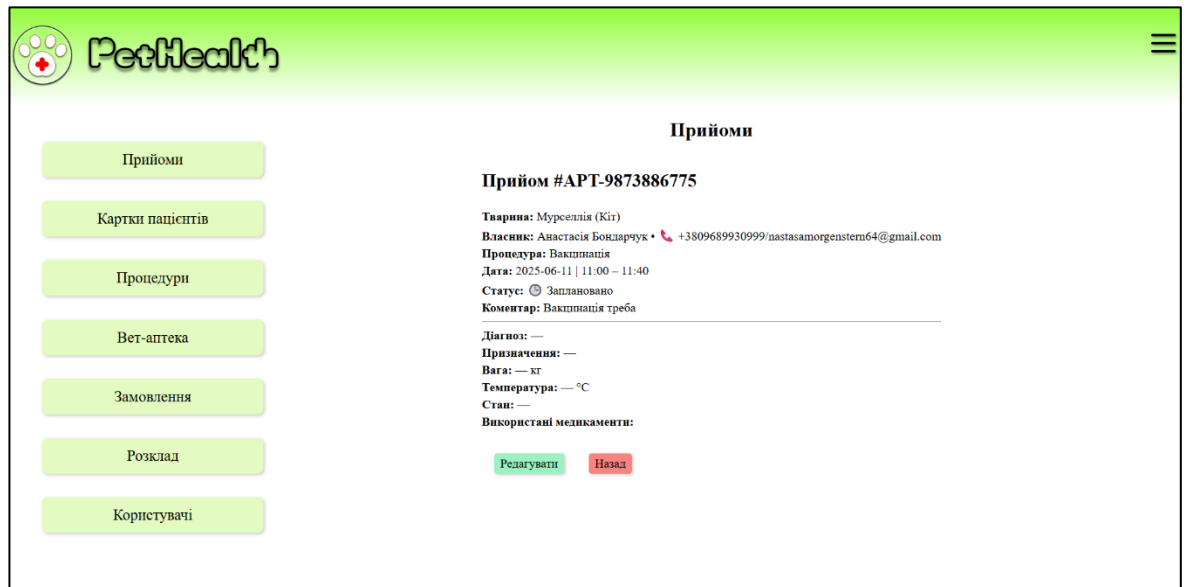 PetHealth
Прийоми
Картки пацієнтів
Процедури
Вет-аптека
Замовлення
Розклад
Користувачі
Прийоми
Прийом #APT-9873886775
Тварина: Мурселлія (Кіт)
Власник: Анастасія Бондарчук • 📞 +3809689930999/nastasamorgenstern64@gmail.com
Процедура: Вакцинація
Дата: 2025-06-11 | 11:00 – 11:40
Статус: 🕒 Заплановано
Коментар: Вакцинація треба
Діагноз: —
Призначення: —
Вага: — кг
Температура: — °C
Стан: —
Використані медикаменти:
Редагувати Назад